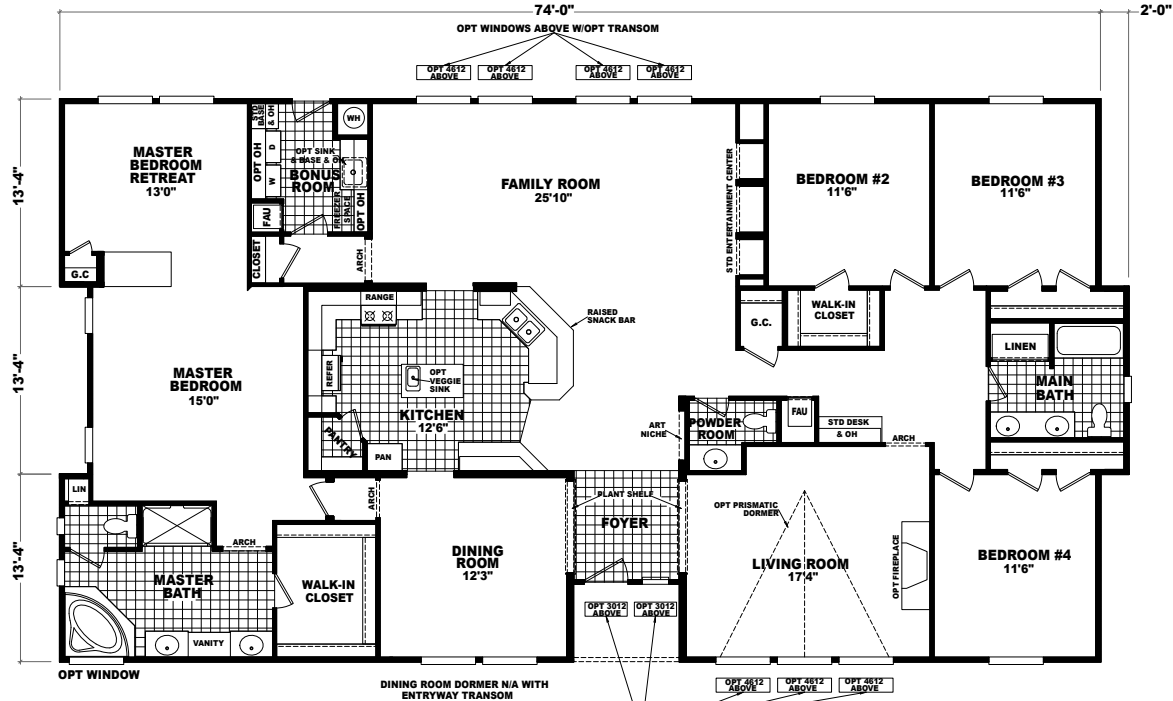 74'-0"
2'-0"
OPT WINDOWS ABOVE W/OPT TRANSOM
OPT 4612
ABOVE
OPT 4612
ABOVE
OPT 4612
ABOVE
OPT 4612
ABOVE
13'-4"
13'-4"
13'-4"
MASTER
BEDROOM
RETREAT
13'0"
G.C
STD
BASE
& OH
OPT OH
D
W
FAU
WH
OPT SINK
& BASE & OH
BONUS
ROOM
FREEZER
SPACE
OPT OH
CLOSET
ARCH
FAMILY ROOM
25'10"
STD ENTERTAINMENT CENTER
BEDROOM #2
11'6"
BEDROOM #3
11'6"
G.C.
WALK-IN
CLOSET
LINEN
MAIN
BATH
MASTER
BEDROOM
15'0"
RANGE
REFER
OPT
VEGGIE
SINK
KITCHEN
12'6"
PANTRY
PAN
RAISED
SNACK BAR
ART
NICHE
POWDER
ROOM
FAU
STD DESK
& OH
ARCH
LIN
ARCH
MASTER
BATH
VANITY
WALK-IN
CLOSET
ARCH
DINING
ROOM
12'3"
PLANT SHELF
FOYER
OPT PRISMATIC
DORMER
LIVING ROOM
17'4"
OPT FIREPLACE
BEDROOM #4
11'6"
OPT 3012
ABOVE
OPT 3012
ABOVE
OPT WINDOW
DINING ROOM DORMER N/A WITH
ENTRYWAY TRANSOM
OPT 4612
ABOVE
OPT 4612
ABOVE
OPT 4612
ABOVE